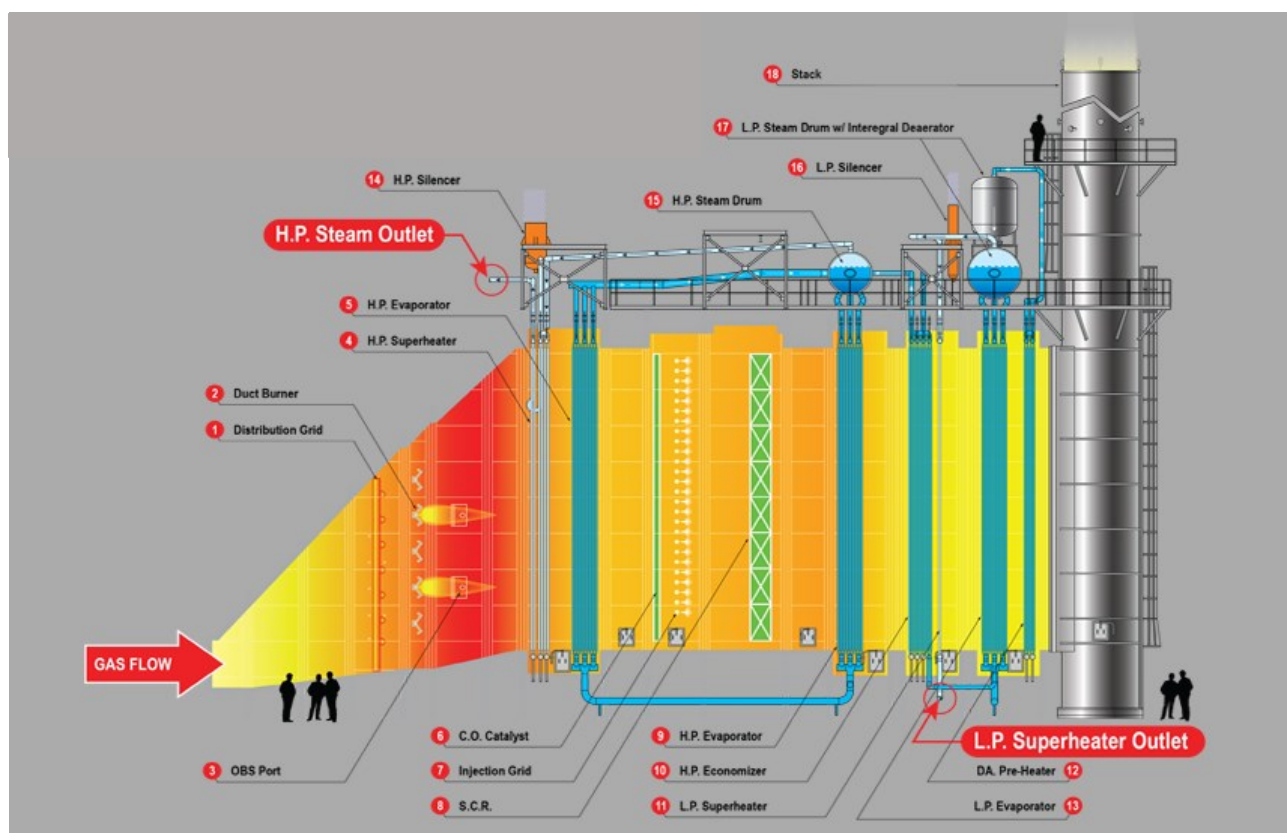 18 Stack
17 L.P. Steam Drum w/ Interegral Deaerator
16 L.P. Silencer
14 H.P. Silencer
15 H.P. Steam Drum
H.P. Steam Outlet
5 H.P. Evaporator
4 H.P. Superheater
2 Duct Burner
1 Distribution Grid
GAS FLOW
6 C.O. Catalyst
9 H.P. Evaporator
L.P. Superheater Outlet
3 OBS Port
7 Injection Grid
10 H.P. Economizer
DA. Pre-Heater 12
8 S.C.R.
11 L.P. Superheater
L.P. Evaporator 13